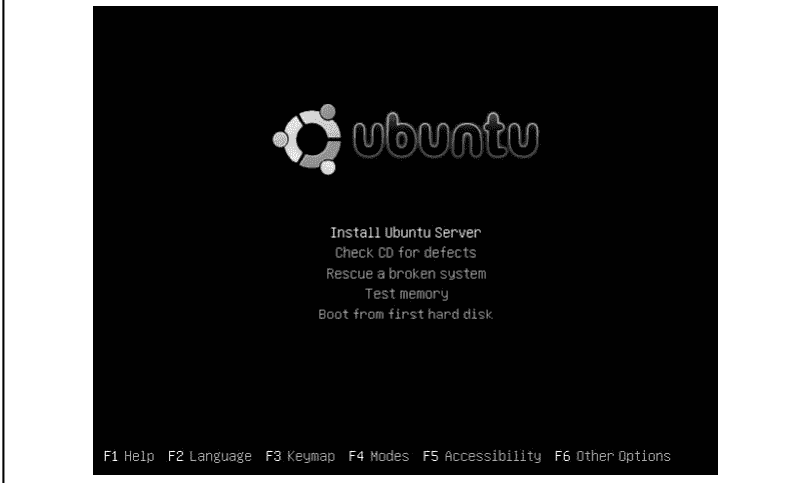 ubuntu
Install Ubuntu Server
Check CD for defects
Rescue a broken system
Test memory
Boot from first hard disk
F1 Help F2 Language F3 Keymap F4 Modes F5 Accessibility F6 Other Options